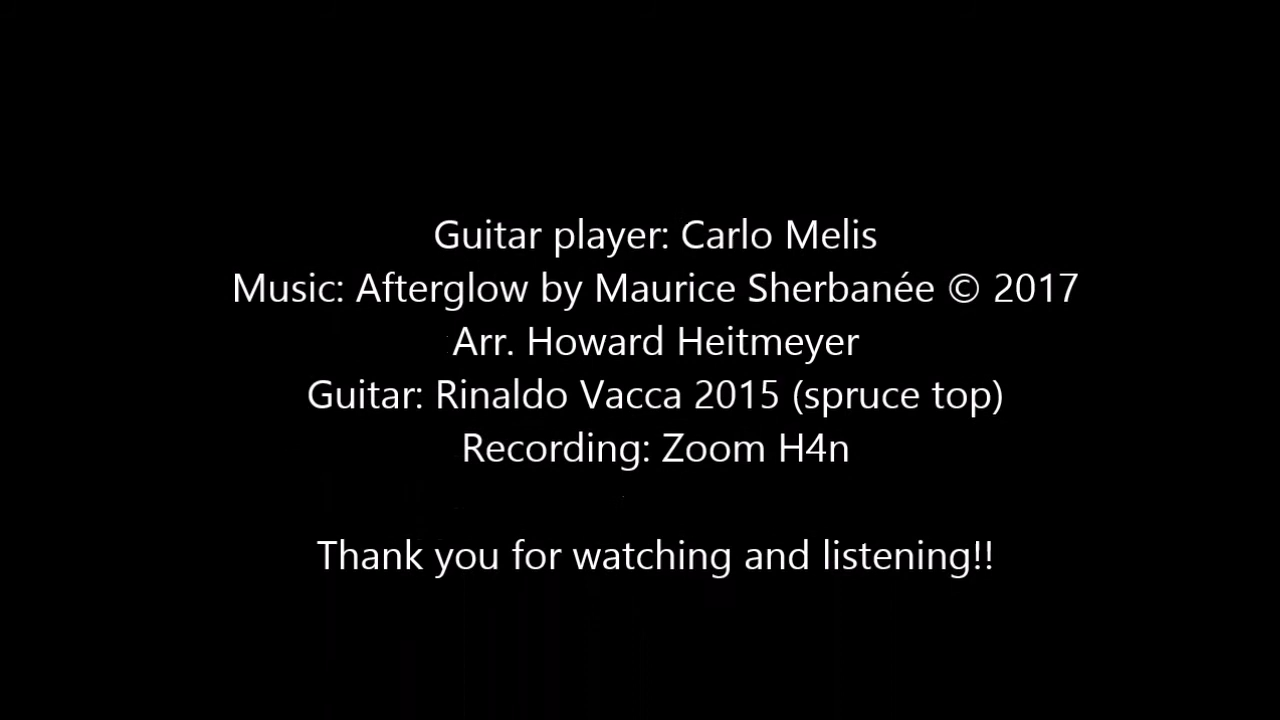 Guitar player: Carlo Melis
Music: Afterglow by Maurice Sherbanée © 2017
Arr. Howard Heitmeyer
Guitar: Rinaldo Vacca 2015 (spruce top)
Recording: Zoom H4n
Thank you for watching and listening!!